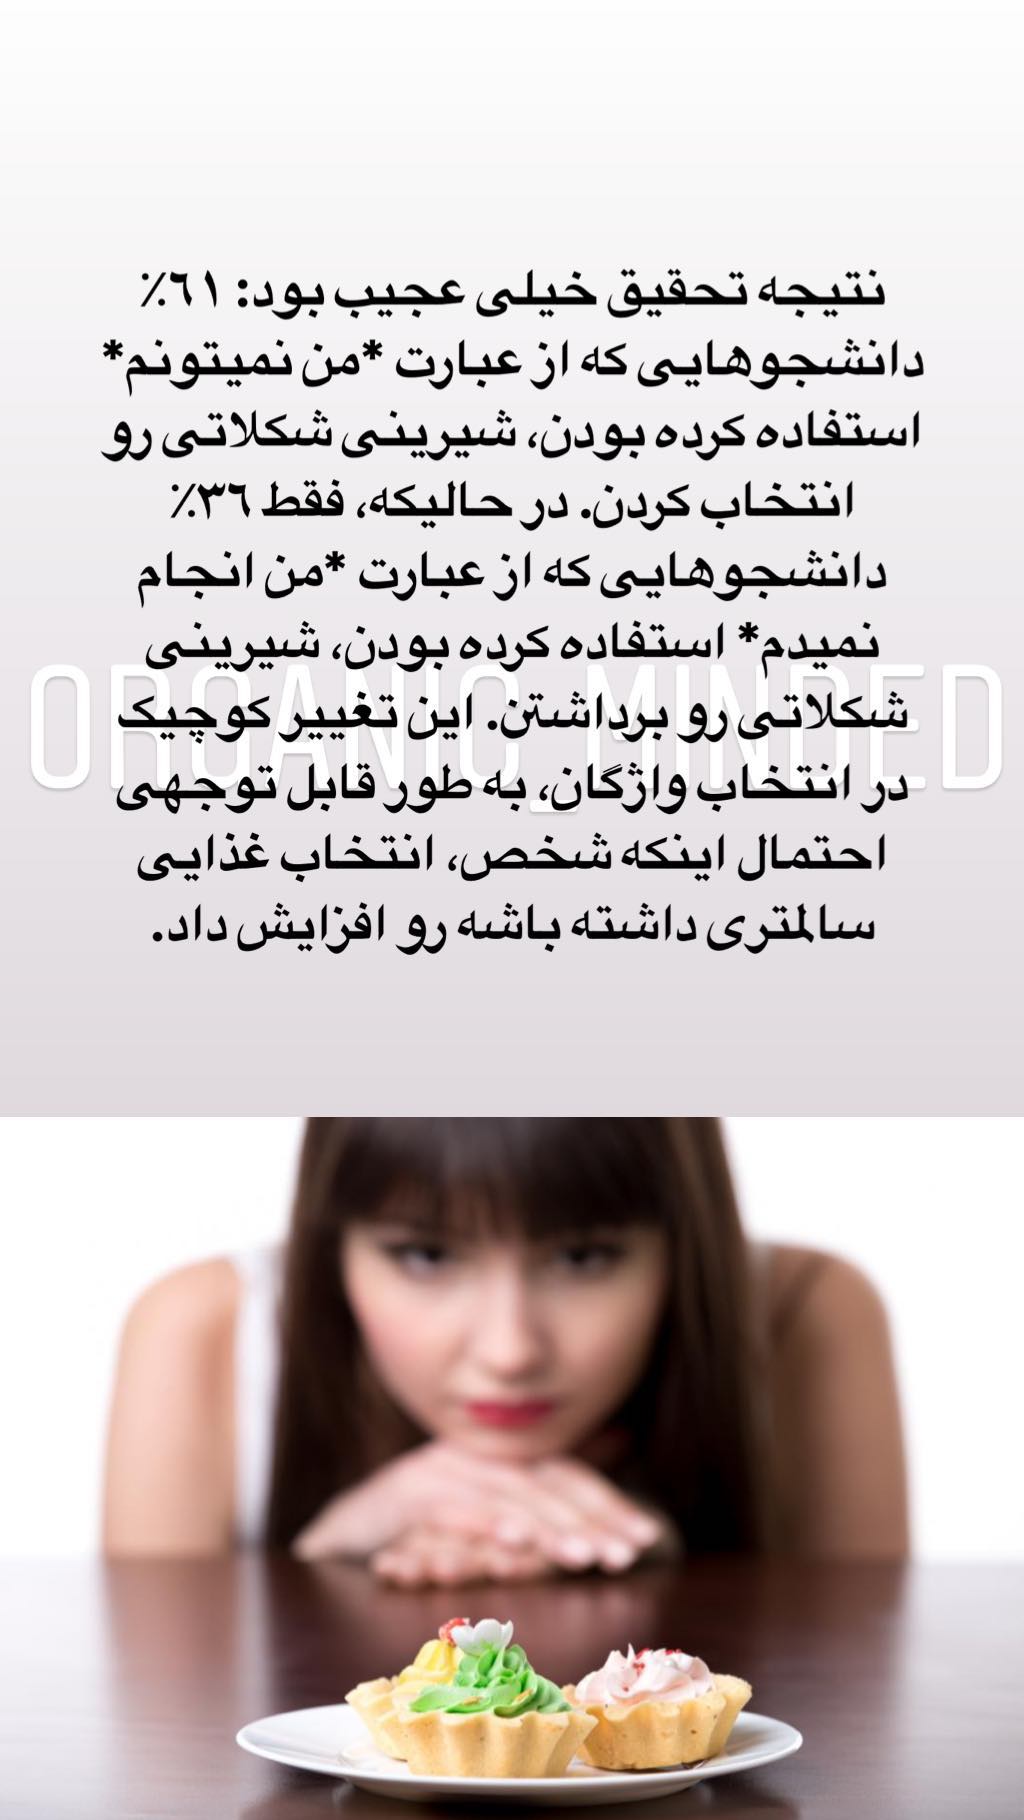 نتیجه تحقیق خیلی عجیب بود: ٦١٪
دانشجوهایی که از عبارت *من نمیتونم*
استفاده کرده بودن، شیرینی شکلاتی رو
انتخاب کردن. در حالیکه، فقط ٣٦٪
دانشجوهایی که از عبارت *من انجام
نمیدم* استفاده کرده بودن، شیرینی
شکلاتی رو برداشتن. این تغییر کوچیک
در انتخاب واژگان، به طور قابل توجهی
احتمال اینکه شخص، انتخاب غذایی
سالمتری داشته باشه رو افزایش داد.
ORGANIC_MINDED